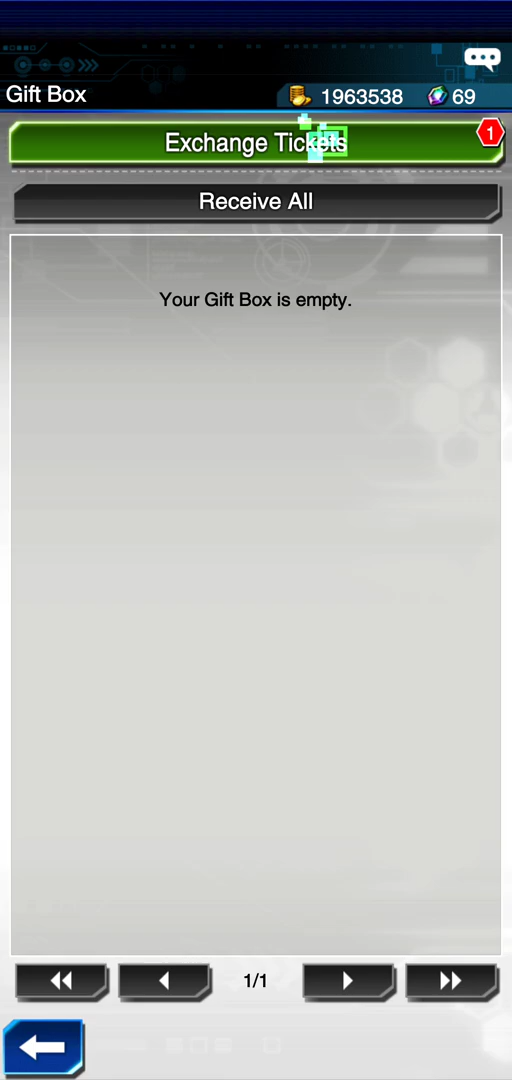 Gift Box
1963538
69
Exchange Tickets
1
Receive All
Your Gift Box is empty.
1/1